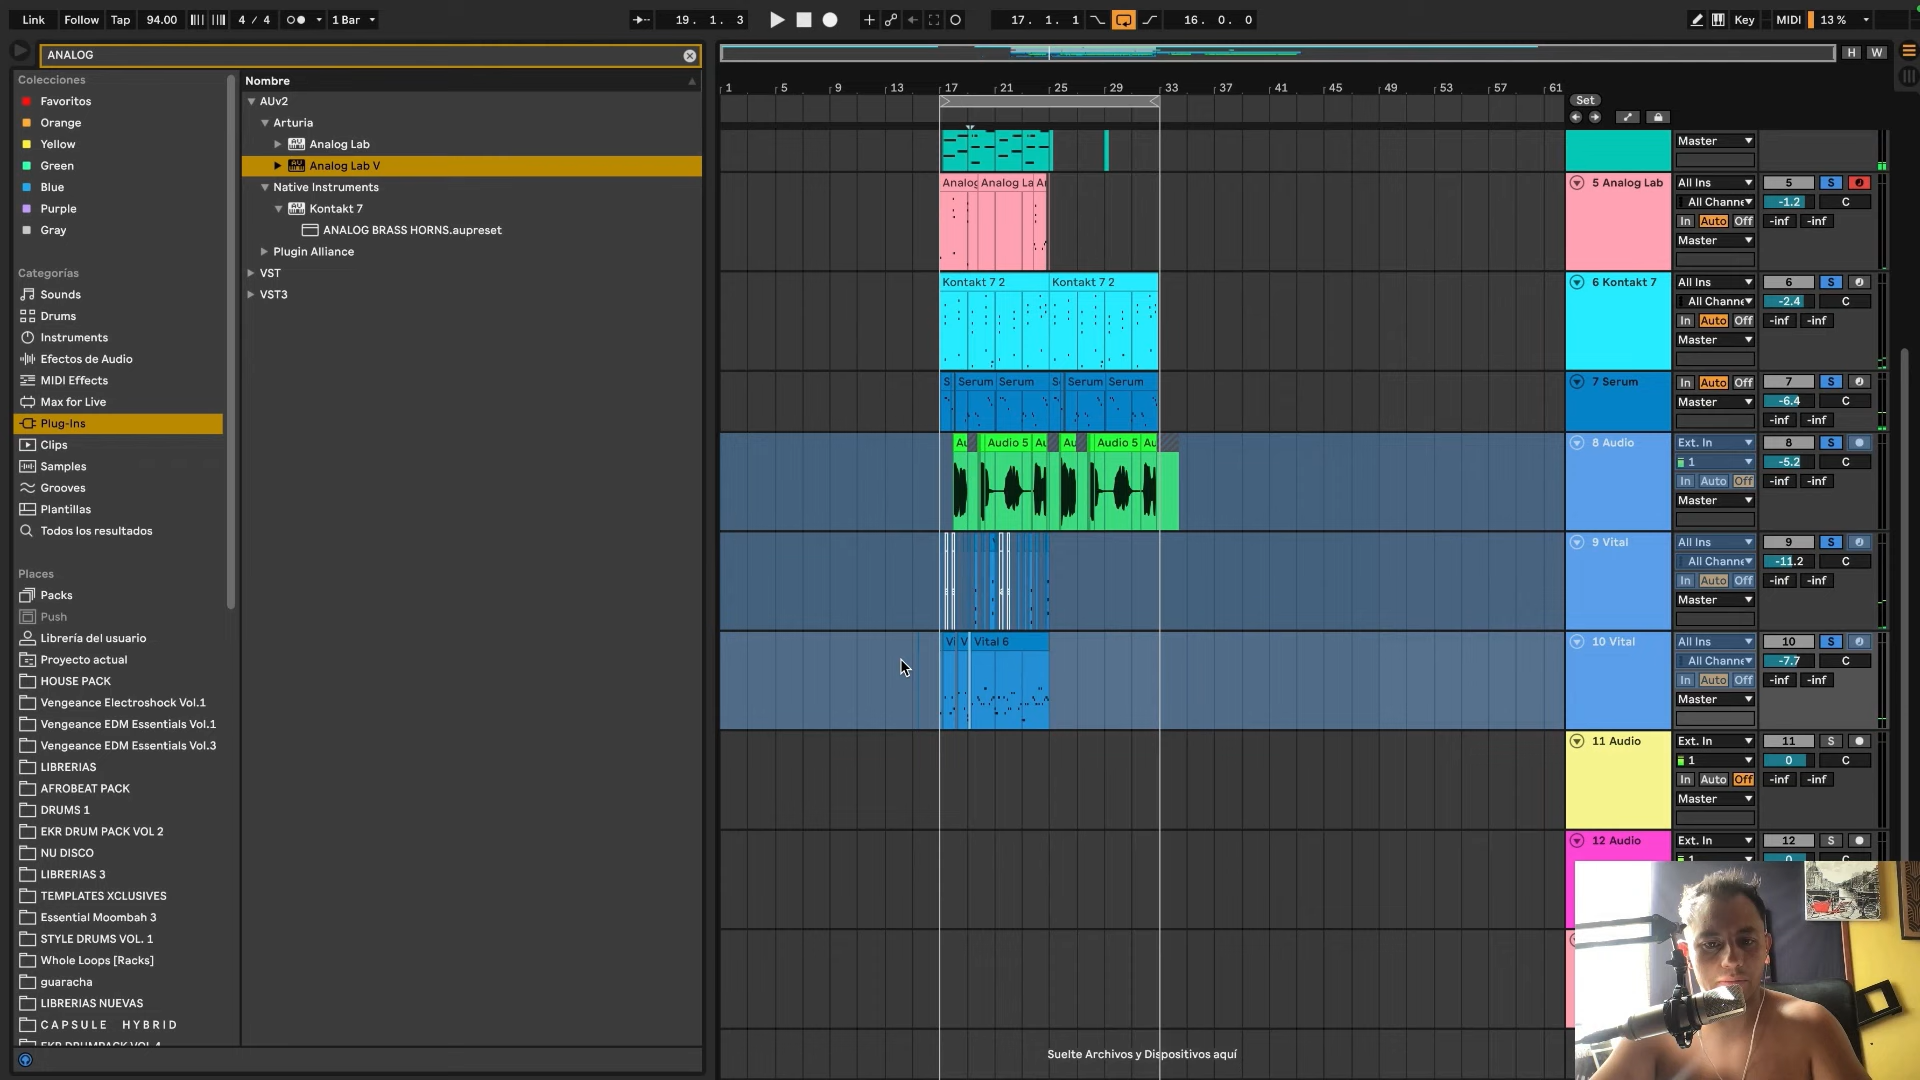 Link Follow Tap 94.00 4 / 4 1 Bar 19. 1. 3 17. 1. 1 16. 0. 0 Key MIDI 13 %
ANALOG
H W
Colecciones
Favoritos
Orange
Yellow
Green
Blue
Purple
Gray
Categorías
Sounds
Drums
Instruments
Efectos de Audio
MIDI Effects
Max for Live
Plug-Ins
Clips
Samples
Grooves
Plantillas
Todos los resultados
Places
Packs
Push
Librería del usuario
Proyecto actual
HOUSE PACK
Vengeance Electroshock Vol.1
Vengeance EDM Essentials Vol.1
Vengeance EDM Essentials Vol.3
LIBRERIAS
AFROBEAT PACK
DRUMS 1
EKR DRUM PACK VOL 2
NU DISCO
LIBRERIAS 3
TEMPLATES XCLUSIVES
Essential Moombah 3
STYLE DRUMS VOL. 1
Whole Loops [Racks]
guaracha
LIBRERIAS NUEVAS
CAPSULE HYBRID
Nombre
AUv2
Arturia
Analog Lab
Analog Lab V
Native Instruments
Kontakt 7
ANALOG BRASS HORNS.aupreset
Plugin Alliance
VST
VST3
1 5 9 13 17 21 25 29 33 37 41 45 49 53 57 61
Set
Master
Analog Analog La An
5 Analog Lab All Ins 5 S
All Channe -1.2 C
In Auto Off -inf -inf
Master
Kontakt 7 2 Kontakt 7 2
6 Kontakt 7 All Ins 6 S
All Channe -2.4 C
In Auto Off -inf -inf
Master
S Serum Serum S Serum Serum
7 Serum In Auto Off 7 S
Master -6.4 C
-inf -inf
Au Audio 5 Au Au Audio 5 Au
8 Audio Ext. In 8 S
1 -5.2 C
In Auto Off -inf -inf
Master
9 Vital All Ins 9 S
All Channe -11.2 C
In Auto Off -inf -inf
Master
Vi V Vital 6
10 Vital All Ins 10 S
All Channe -7.7 C
In Auto Off -inf -inf
Master
11 Audio Ext. In 11 S
1 0 C
In Auto Off -inf -inf
Master
12 Audio Ext. In 12 S
Suelte Archivos y Dispositivos aquí